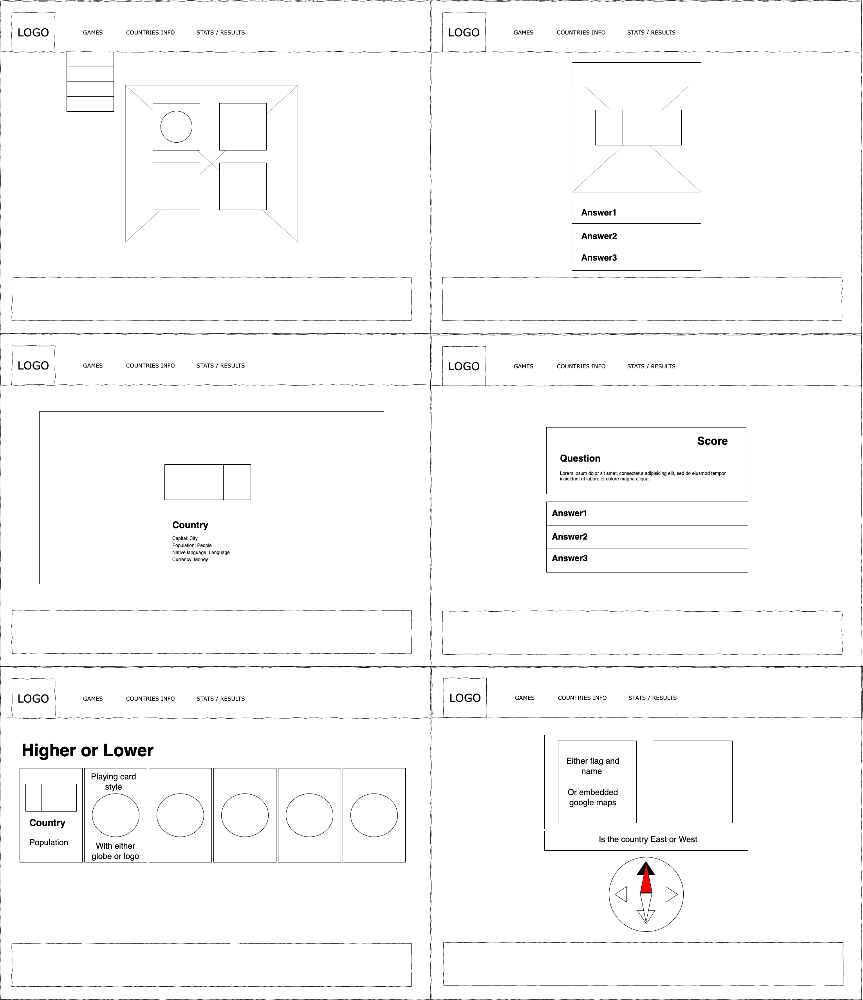 LOGO
GAMES
COUNTRIES INFO
STATS / RESULTS
LOGO
GAMES
COUNTRIES INFO
STATS / RESULTS
Answer1
Answer2
Answer3
LOGO
GAMES
COUNTRIES INFO
STATS / RESULTS
Country
Capital: City
Population: People
Native language: Language
Currency: Money
LOGO
GAMES
COUNTRIES INFO
STATS / RESULTS
Score
Question
Lorem ipsum dolor sit amet, consectetur adipisicing elit, sed do eiusmod tempor
incididunt ut labore et dolore magna aliqua.
Answer1
Answer2
Answer3
LOGO
GAMES
COUNTRIES INFO
STATS / RESULTS
Higher or Lower
Country
Population
Playing card
style
With either
globe or logo
LOGO
GAMES
COUNTRIES INFO
STATS / RESULTS
Either flag and
name
Or embedded
google maps
Is the country East or West